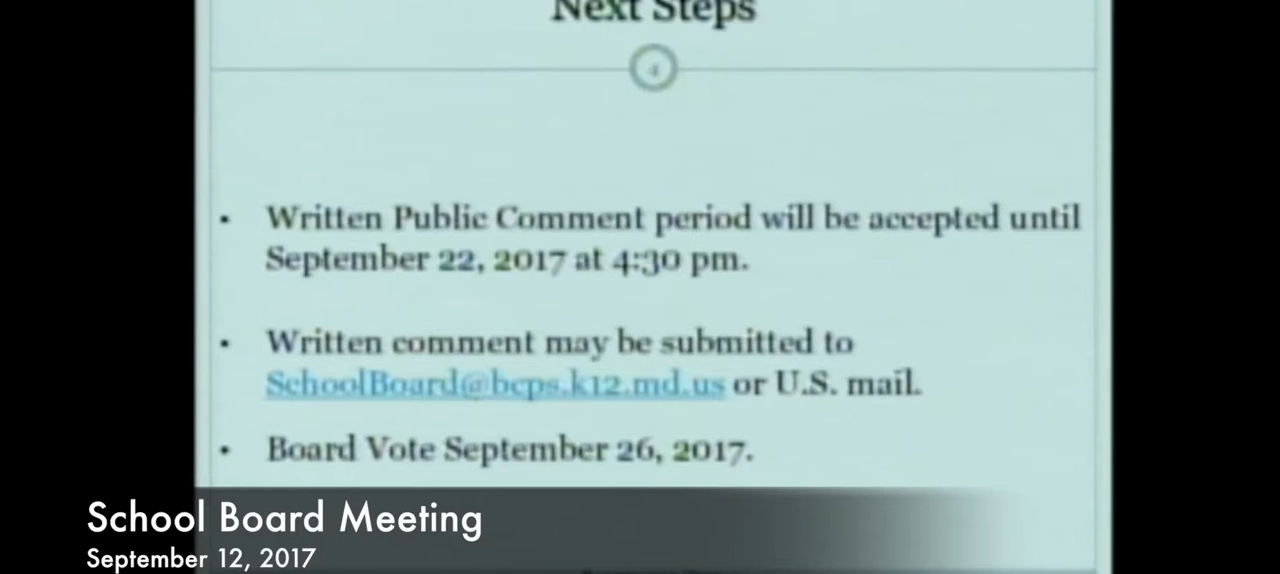 Next Steps
4
• Written Public Comment period will be accepted until
September 22, 2017 at 4:30 pm.
• Written comment may be submitted to
SchoolBoard@bcps.k12.md.us or U.S. mail.
• Board Vote September 26, 2017.
School Board Meeting
September 12, 2017